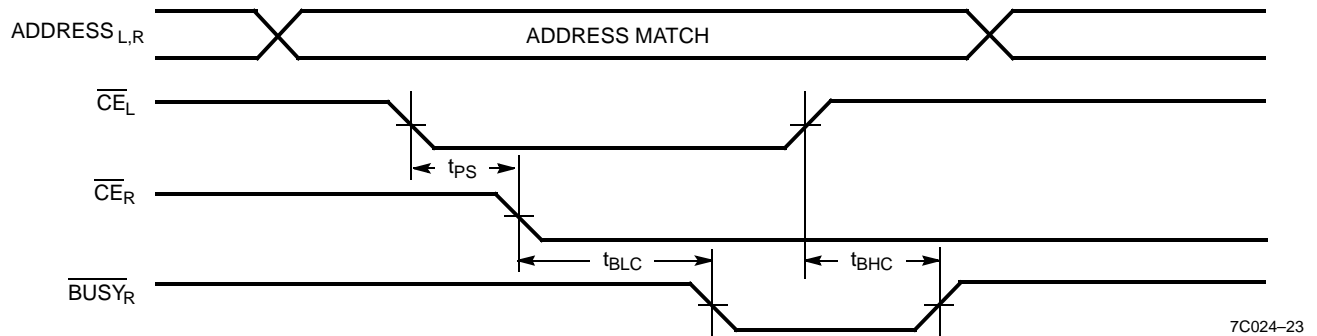 ADDRESS L,R
ADDRESS MATCH
CEL
tPS
CER
tBLC
tBHC
BUSYR
7C024–23